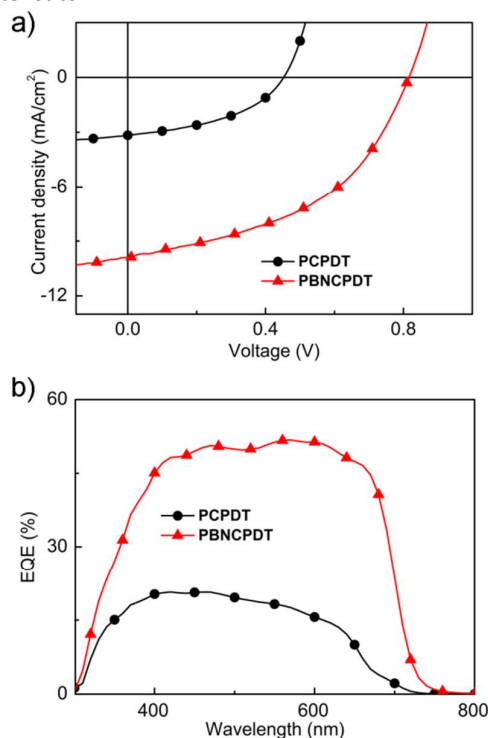 a)
0
-6
-12
Current density (mA/cm²)
PCPDT
PBNCPDT
0.0 0.4 0.8
Voltage (V)
b)
60
30
0
EQE (%)
PCPDT
PBNCPDT
400 600 800
Wavelength (nm)